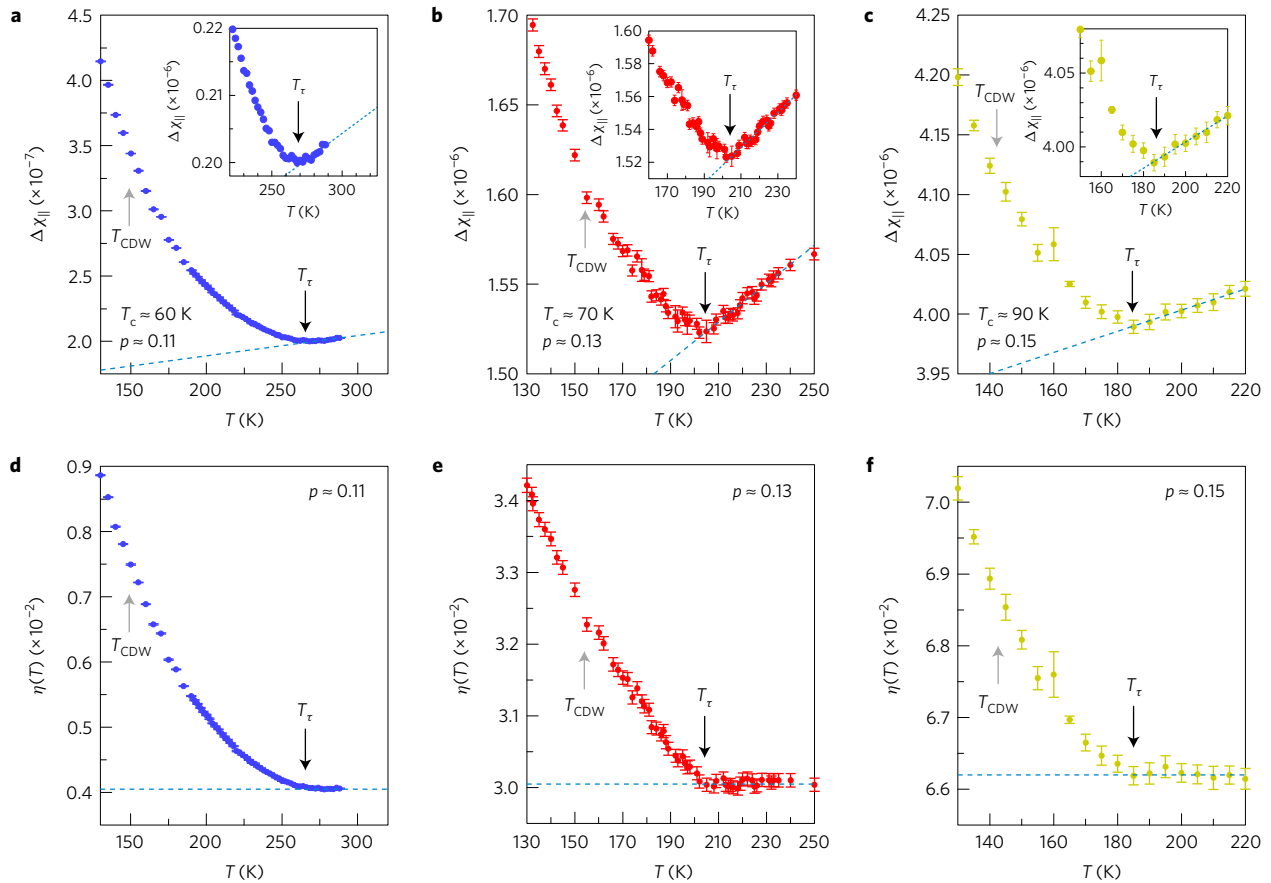 a
4.5
4.0
3.5
3.0
2.5
2.0
Δχ|| (×10⁻⁷)
150 200 250 300
T (K)
T_CDW
T_τ
T_c ≈ 60 K
p ≈ 0.11
0.22
0.21
0.20
Δχ|| (×10⁻⁶)
250 300
T (K)
T_τ
b
1.70
1.65
1.60
1.55
1.50
Δχ|| (×10⁻⁶)
130 150 170 190 210 230 250
T (K)
T_CDW
T_τ
T_c ≈ 70 K
p ≈ 0.13
1.60
1.58
1.56
1.54
1.52
Δχ|| (×10⁻⁶)
170 190 210 230
T (K)
T_τ
c
4.25
4.20
4.15
4.10
4.05
4.00
3.95
Δχ|| (×10⁻⁶)
140 160 180 200 220
T (K)
T_CDW
T_τ
T_c ≈ 90 K
p ≈ 0.15
4.05
4.00
Δχ|| (×10⁻⁶)
160 180 200 220
T (K)
T_τ
d
p ≈ 0.11
0.9
0.8
0.7
0.6
0.5
0.4
η(T) (×10⁻²)
T_CDW
T_τ
150 200 250 300
T (K)
e
p ≈ 0.13
3.4
3.3
3.2
3.1
3.0
η(T) (×10⁻²)
T_CDW
T_τ
130 150 170 190 210 230 250
T (K)
f
p ≈ 0.15
7.0
6.9
6.8
6.7
6.6
η(T) (×10⁻²)
T_CDW
T_τ
140 160 180 200 220
T (K)